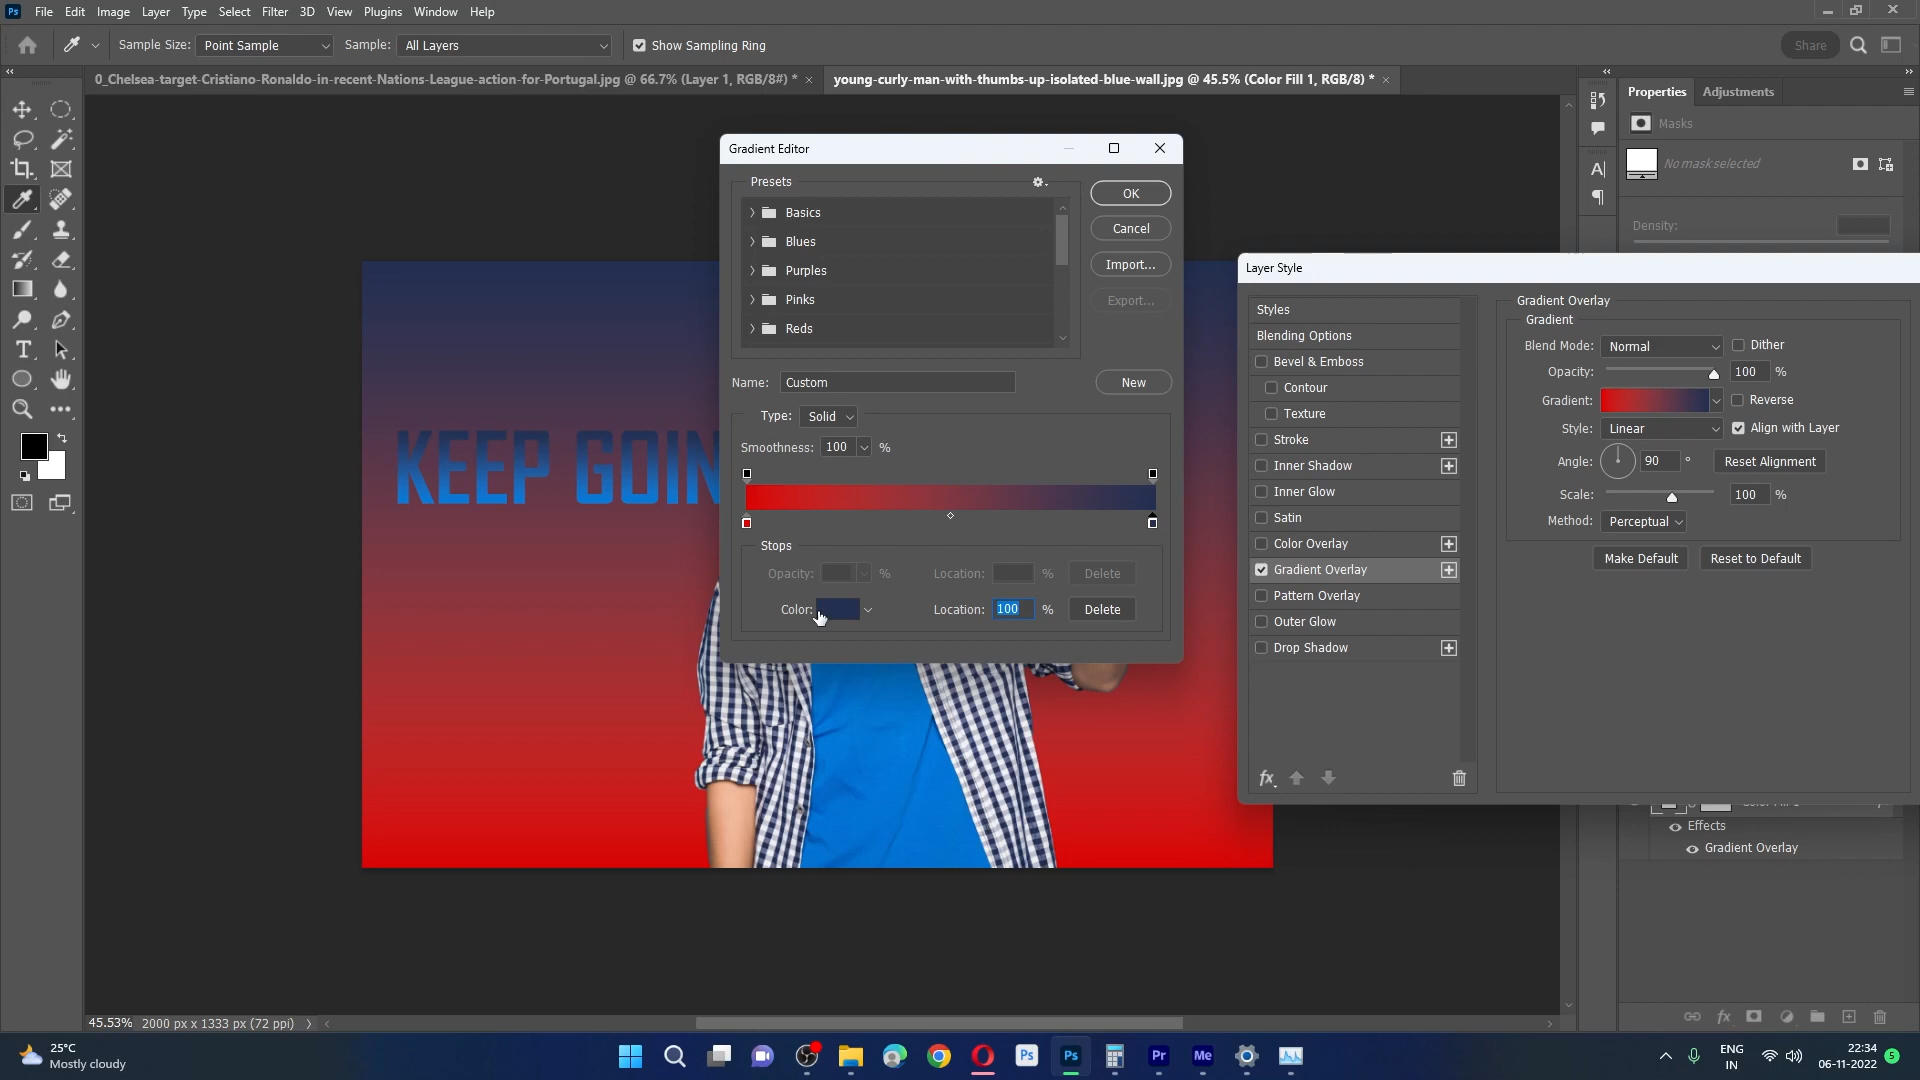 Ps File Edit Image Layer Type Select Filter 3D View Plugins Window Help
Sample Size: Point Sample Sample: All Layers Show Sampling Ring Share
0_Chelsea-target-Cristiano-Ronaldo-in-recent-Nations-League-action-for-Portugal.jpg @ 66.7% (Layer 1, RGB/8#) * × young-curly-man-with-thumbs-up-isolated-blue-wall.jpg @ 45.5% (Color Fill 1, RGB/8) * ×
Properties Adjustments
Masks
No mask selected
Density:
KEEP GOIN
Gradient Editor
Presets
Basics
Blues
Purples
Pinks
Reds
OK
Cancel
Import...
Export...
Name: Custom New
Type: Solid
Smoothness: 100 %
Stops
Opacity: % Location: % Delete
Color: Location: 100 % Delete
Layer Style
Styles
Blending Options
Bevel & Emboss
Contour
Texture
Stroke
Inner Shadow
Inner Glow
Satin
Color Overlay
Gradient Overlay
Pattern Overlay
Outer Glow
Drop Shadow
fx
Gradient Overlay
Gradient
Blend Mode: Normal Dither
Opacity: 100 %
Gradient: Reverse
Style: Linear Align with Layer
Angle: 90 ° Reset Alignment
Scale: 100 %
Method: Perceptual
Make Default Reset to Default
Effects
Gradient Overlay
fx
45.53% 2000 px x 1333 px (72 ppi)
25°C
Mostly cloudy
Ps Ps Pr Me
ENG
IN
22:34
06-11-2022
5